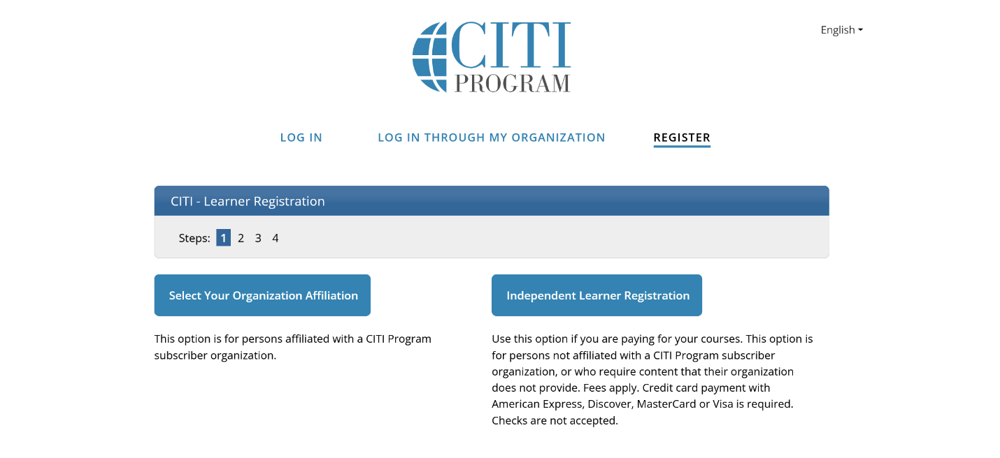 CITI
PROGRAM
English
LOG IN
LOG IN THROUGH MY ORGANIZATION
REGISTER
CITI - Learner Registration
Steps: 1 2 3 4
Select Your Organization Affiliation
This option is for persons affiliated with a CITI Program
subscriber organization.
Independent Learner Registration
Use this option if you are paying for your courses. This option is
for persons not affiliated with a CITI Program subscriber
organization, or who require content that their organization
does not provide. Fees apply. Credit card payment with
American Express, Discover, MasterCard or Visa is required.
Checks are not accepted.